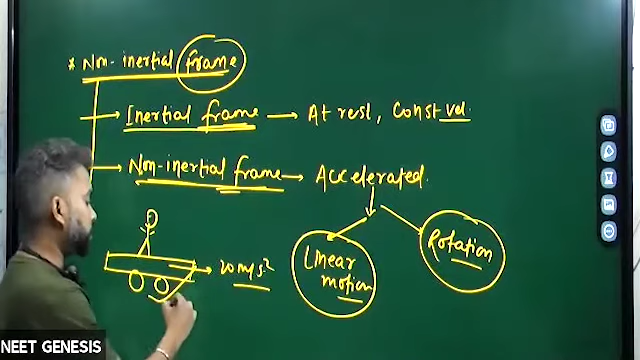 * Non-inertial frame
→ Inertial frame → At rest, Const vel.
→ Non-inertial frame → Accelerated.
Linear motion
Rotation
→ 20 m/s²
NEET GENESIS